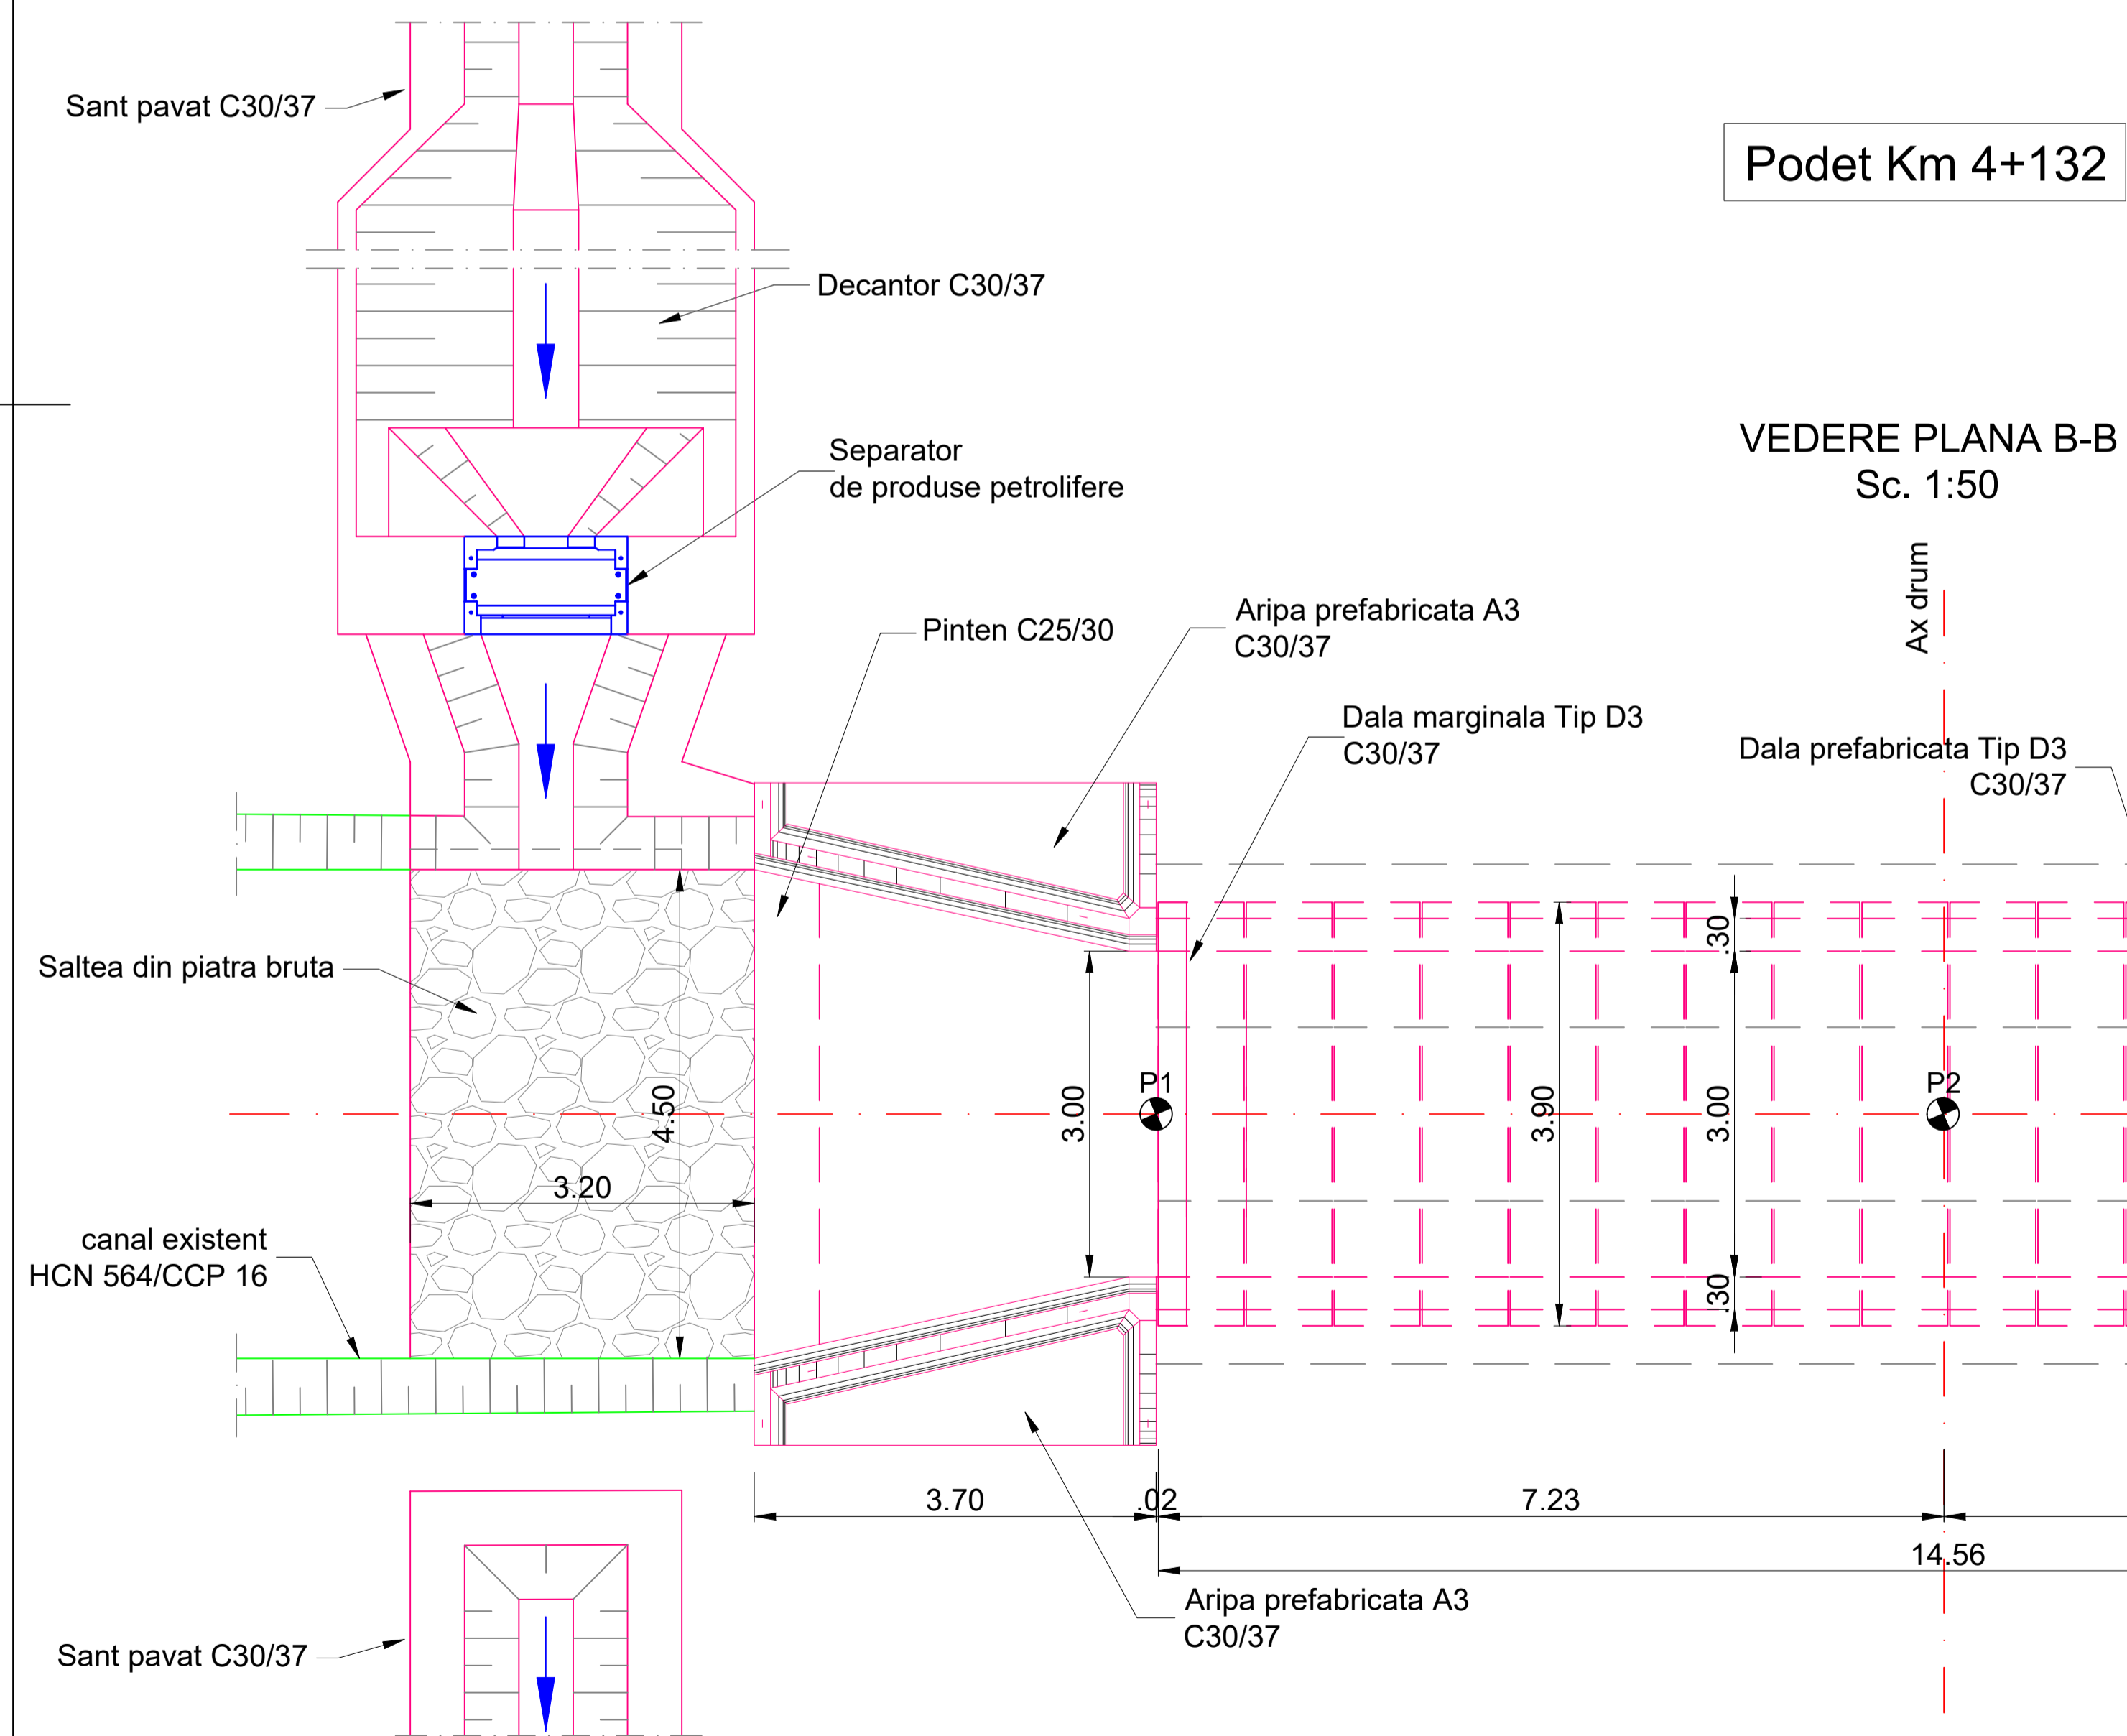 Sant pavat C30/37
Podet Km 4+132
Decantor C30/37
VEDERE PLANA B-B
Sc. 1:50
Separator
de produse petrolifere
Ax drum
Pinten C25/30
Aripa prefabricata A3
C30/37
Dala marginala Tip D3
C30/37
Dala prefabricata Tip D3
C30/37
Saltea din piatra bruta
.30
4.50
3.00
P1
3.90
3.00
P2
3.20
canal existent
HCN 564/CCP 16
.30
3.70
.02
7.23
14.56
Aripa prefabricata A3
C30/37
Sant pavat C30/37